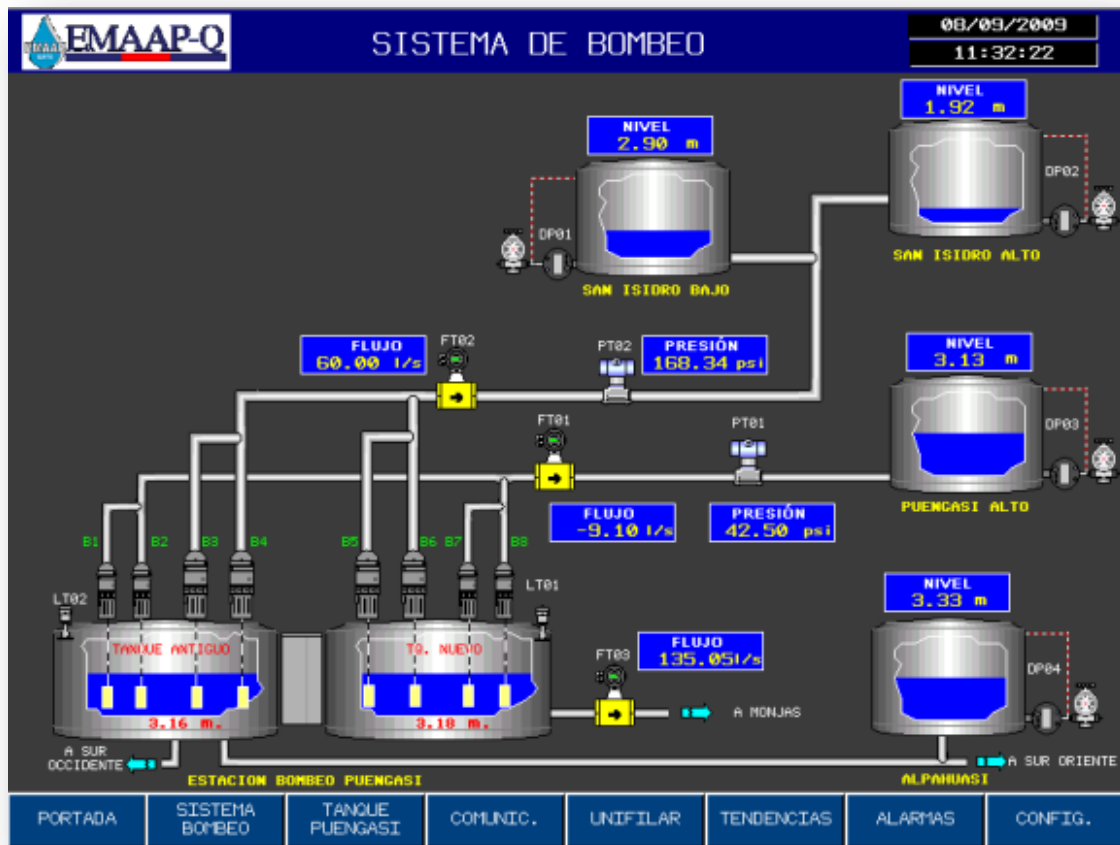 EMAAP-Q
SISTEMA DE BOMBEO
08/09/2009
11:32:22
NIVEL
1.92 m
NIVEL
2.90 m
DP02
DP01
SAN ISIDRO ALTO
SAN ISIDRO BAJO
FLUJO
60.00 l/s
FT02
PT02
PRESIÓN
168.34 psi
NIVEL
3.13 m
FT01
PT01
DP03
PUENGASI ALTO
FLUJO
-9.10 l/s
PRESIÓN
42.50 psi
B1
B2
B3
B4
B5
B6
B7
B8
LT02
LT01
NIVEL
3.33 m
TANQUE ANTIGUO
TQ. NUEVO
FLUJO
135.05l/s
FT03
DP04
3.16 m.
3.18 m.
A MONJAS
A SUR
OCCIDENTE
A SUR ORIENTE
ESTACION BOMBEO PUENGASI
ALPAHUASI
PORTADA
SISTEMA
BOMBEO
TANQUE
PUENGASI
COMUNIC.
UNIFILAR
TENDENCIAS
ALARMAS
CONFIG.